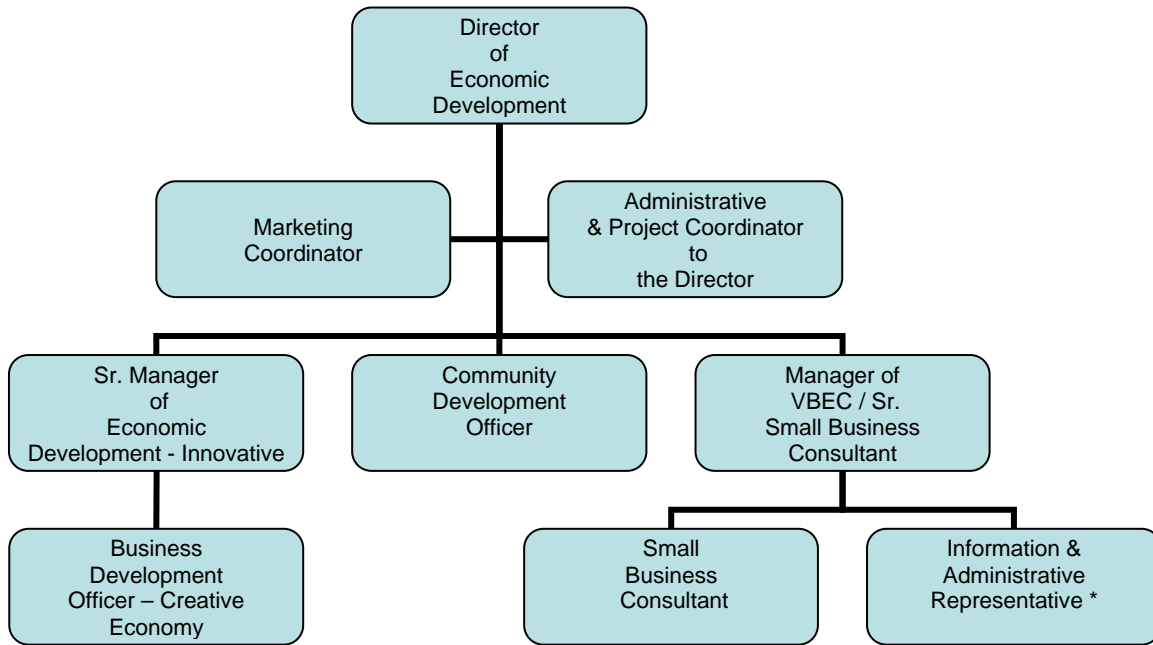 Director
of
Economic
Development
Marketing
Coordinator
Administrative
& Project Coordinator
to
the Director
Sr. Manager
of
Economic
Development - Innovative
Community
Development
Officer
Manager of
VBEC / Sr.
Small Business
Consultant
Business
Development
Officer – Creative
Economy
Small
Business
Consultant
Information &
Administrative
Representative *